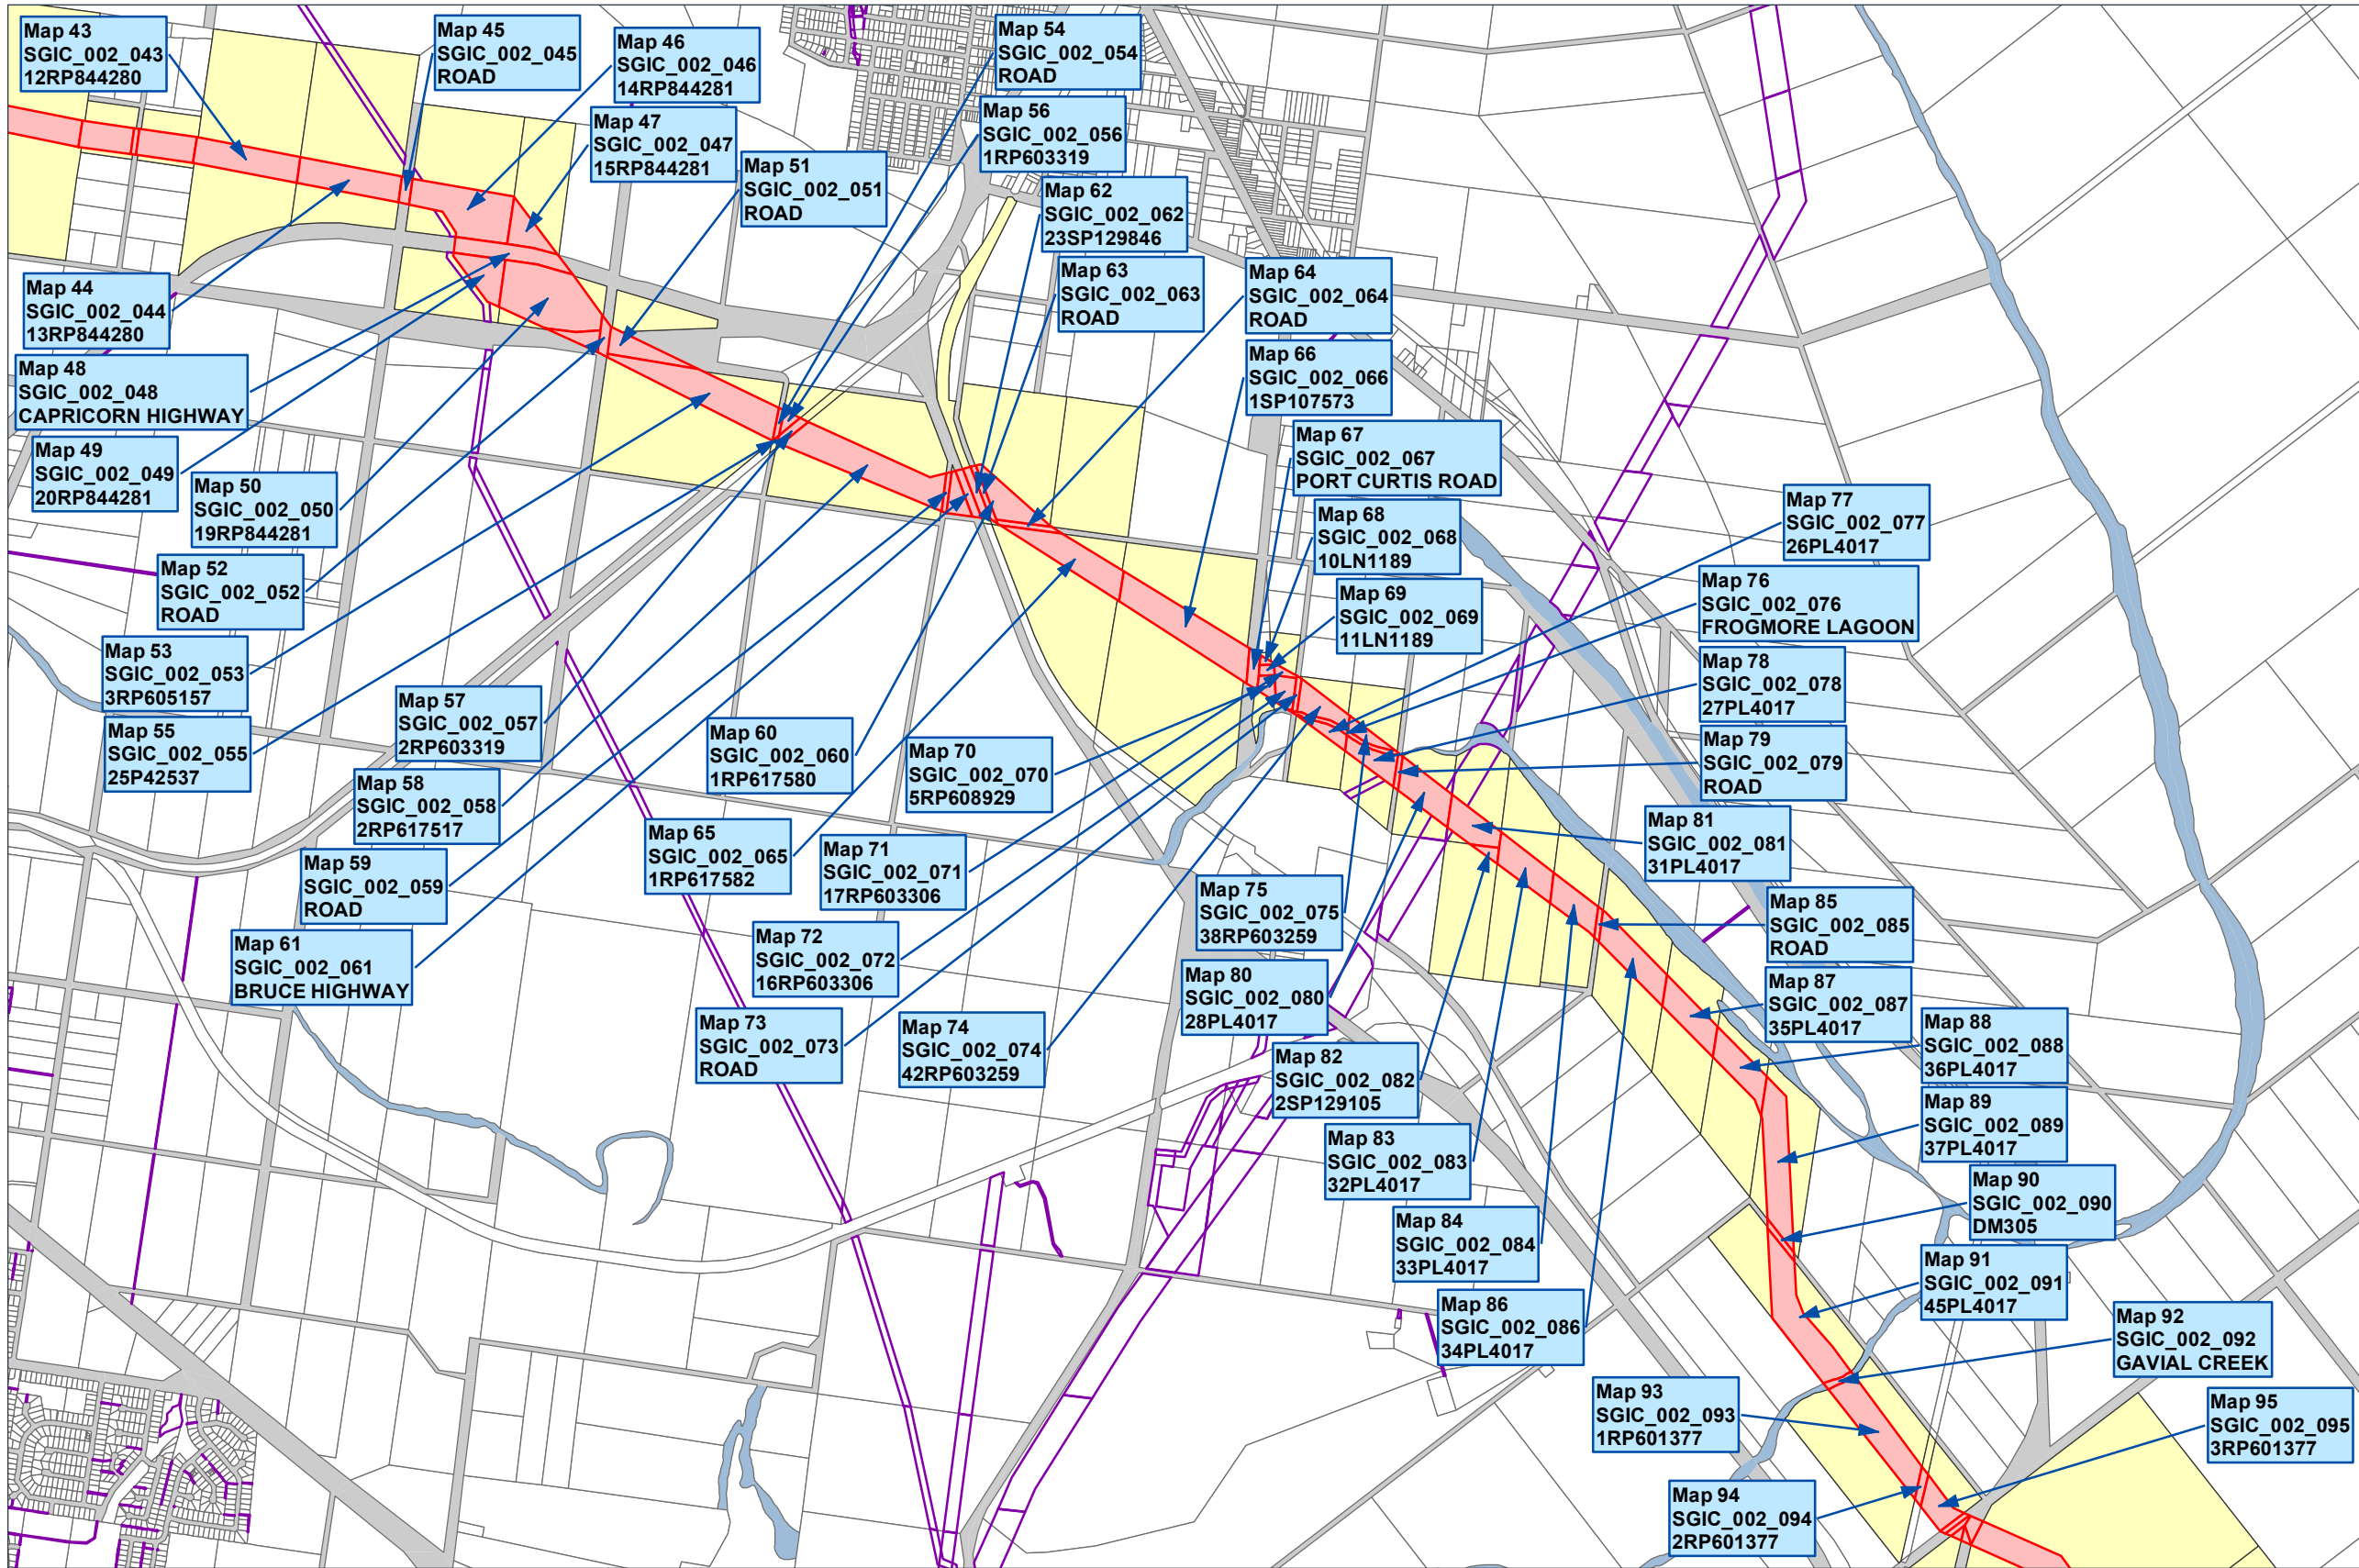 Map 43
SGIC_002_043
12RP844280
Map 45
SGIC_002_045
ROAD
Map 46
SGIC_002_046
14RP844281
Map 47
SGIC_002_047
15RP844281
Map 51
SGIC_002_051
ROAD
Map 54
SGIC_002_054
ROAD
Map 56
SGIC_002_056
1RP603319
Map 62
SGIC_002_062
23SP129846
Map 63
SGIC_002_063
ROAD
Map 64
SGIC_002_064
ROAD
Map 66
SGIC_002_066
1SP107573
Map 67
SGIC_002_067
PORT CURTIS ROAD
Map 68
SGIC_002_068
10LN1189
Map 69
SGIC_002_069
11LN1189
Map 77
SGIC_002_077
26PL4017
Map 76
SGIC_002_076
FROGMORE LAGOON
Map 78
SGIC_002_078
27PL4017
Map 79
SGIC_002_079
ROAD
Map 81
SGIC_002_081
31PL4017
Map 85
SGIC_002_085
ROAD
Map 87
SGIC_002_087
35PL4017
Map 88
SGIC_002_088
36PL4017
Map 89
SGIC_002_089
37PL4017
Map 90
SGIC_002_090
DM305
Map 91
SGIC_002_091
45PL4017
Map 92
SGIC_002_092
GAVIAL CREEK
Map 95
SGIC_002_095
3RP601377
Map 44
SGIC_002_044
13RP844280
Map 48
SGIC_002_048
CAPRICORN HIGHWAY
Map 49
SGIC_002_049
20RP844281
Map 50
SGIC_002_050
19RP844281
Map 52
SGIC_002_052
ROAD
Map 53
SGIC_002_053
3RP605157
Map 55
SGIC_002_055
25P42537
Map 57
SGIC_002_057
2RP603319
Map 58
SGIC_002_058
2RP617517
Map 59
SGIC_002_059
ROAD
Map 61
SGIC_002_061
BRUCE HIGHWAY
Map 60
SGIC_002_060
1RP617580
Map 65
SGIC_002_065
1RP617582
Map 70
SGIC_002_070
5RP608929
Map 71
SGIC_002_071
17RP603306
Map 72
SGIC_002_072
16RP603306
Map 73
SGIC_002_073
ROAD
Map 74
SGIC_002_074
42RP603259
Map 75
SGIC_002_075
38RP603259
Map 80
SGIC_002_080
28PL4017
Map 82
SGIC_002_082
2SP129105
Map 83
SGIC_002_083
32PL4017
Map 84
SGIC_002_084
33PL4017
Map 86
SGIC_002_086
34PL4017
Map 93
SGIC_002_093
1RP601377
Map 94
SGIC_002_094
2RP601377